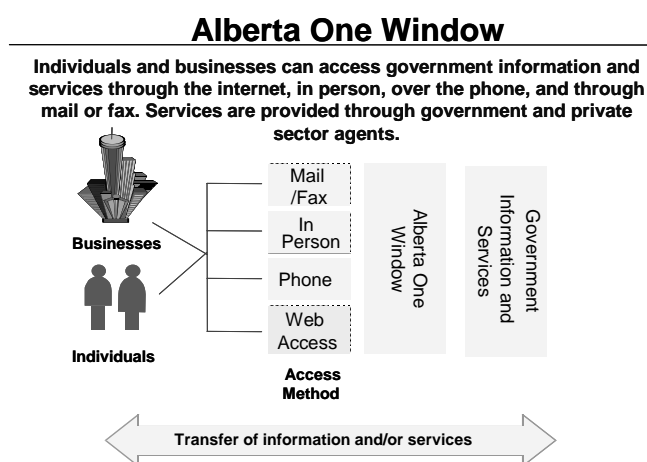 Alberta One Window
Individuals and businesses can access government information and
services through the internet, in person, over the phone, and through
mail or fax. Services are provided through government and private
sector agents.
Businesses
Individuals
Mail
/Fax
In
Person
Phone
Web
Access
Access
Method
Alberta One
Window
Government
Information and
Services
Transfer of information and/or services